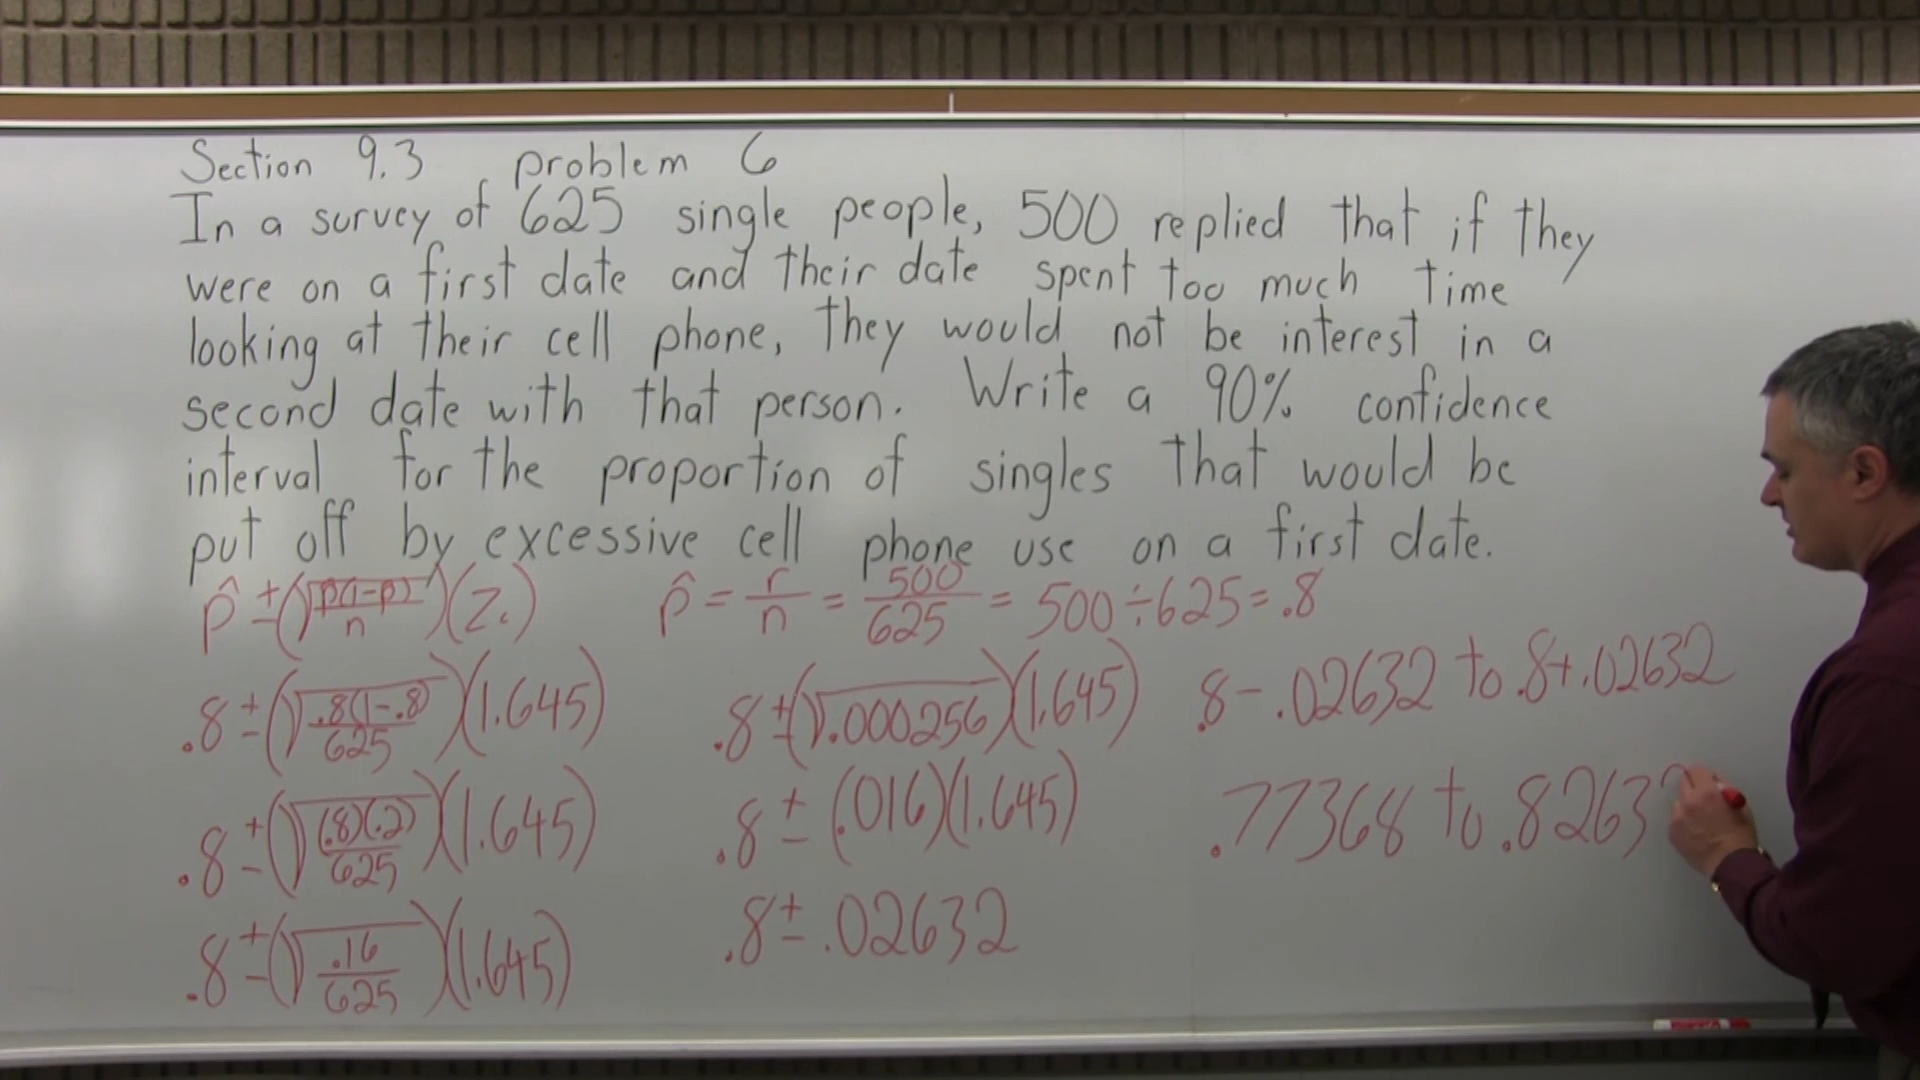 Section 9.3 problem 6
In a survey of 625 single people, 500 replied that if they
were on a first date and their date spent too much time
looking at their cell phone, they would not be interest in a
second date with that person. Write a 90% confidence
interval for the proportion of singles that would be
put off by excessive cell phone use on a first date.
p̂ ± (√(p(1-p)/n))(Z.)
p̂ = r/n = 500/625 = 500÷625 = .8
.8 ± (√(.8(1-.8)/625))(1.645)
.8 ± (√((.8)(.2)/625))(1.645)
.8 ± (√(.16/625))(1.645)
.8 ± (√.000256)(1.645)
.8 ± (.016)(1.645)
.8 ± .02632
.8 - .02632 to .8+.02632
.77368 to .8263